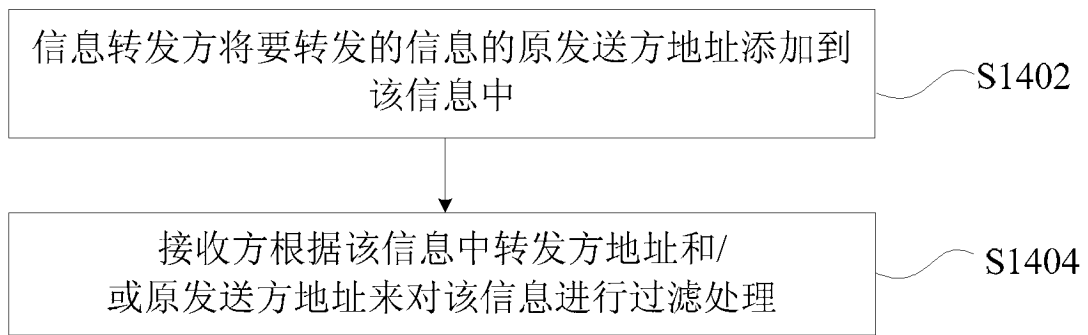 信息转发方将要转发的信息的原发送方地址添加到
该信息中
S1402
接收方根据该信息中转发方地址和/
或原发送方地址来对该信息进行过滤处理
S1404